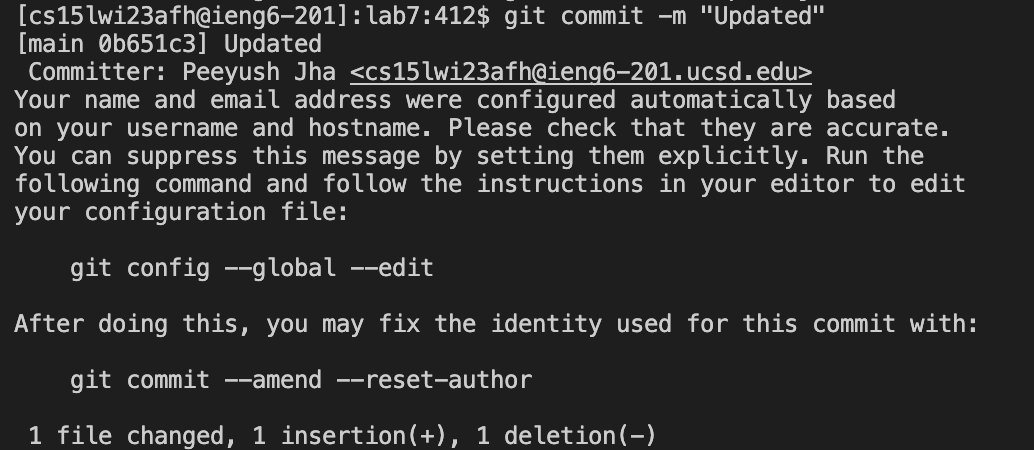 [cs15lwi23afh@ieng6-201]:lab7:412$ git commit -m "Updated"
[main 0b651c3] Updated
 Committer: Peeyush Jha <cs15lwi23afh@ieng6-201.ucsd.edu>
Your name and email address were configured automatically based
on your username and hostname. Please check that they are accurate.
You can suppress this message by setting them explicitly. Run the
following command and follow the instructions in your editor to edit
your configuration file:

    git config --global --edit

After doing this, you may fix the identity used for this commit with:

    git commit --amend --reset-author

 1 file changed, 1 insertion(+), 1 deletion(-)